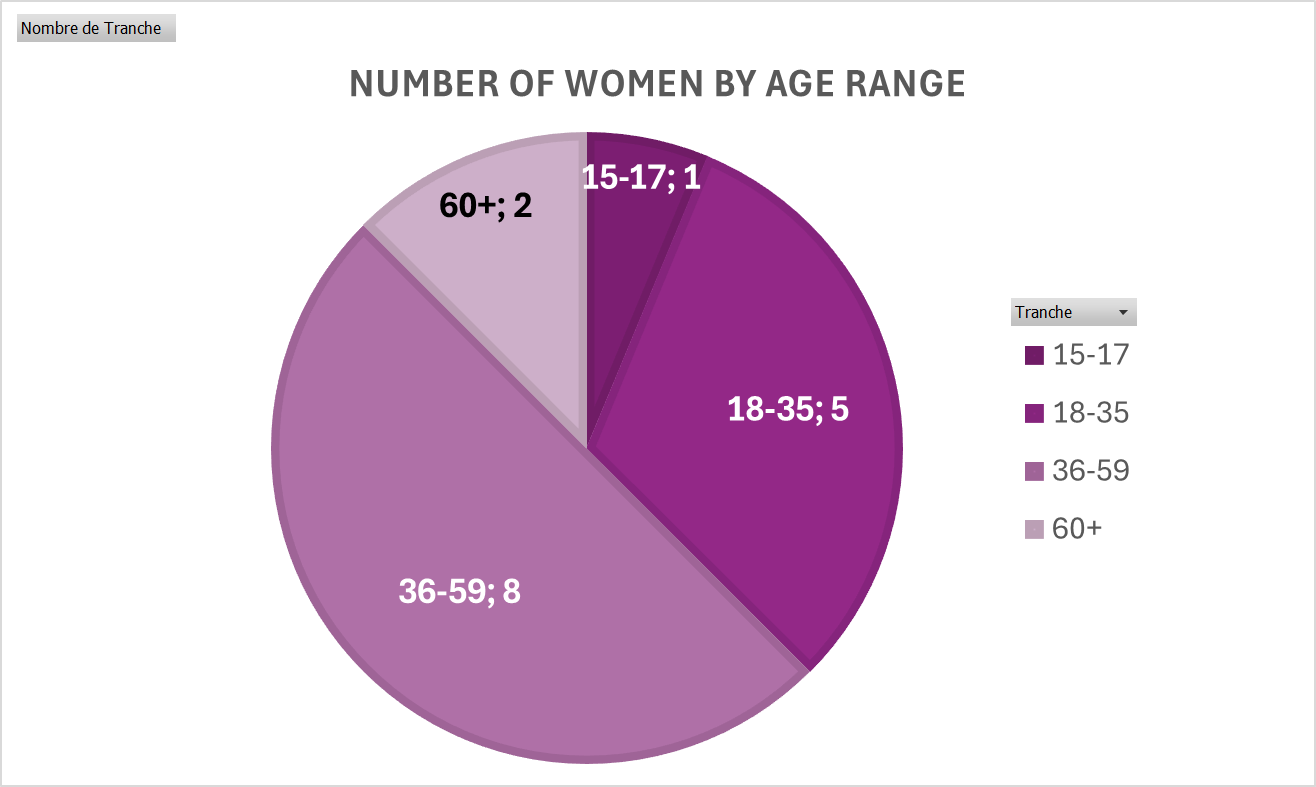 Nombre de Tranche
NUMBER OF WOMEN BY AGE RANGE
15-17; 1
60+; 2
18-35; 5
36-59; 8
Tranche
15-17
18-35
36-59
60+